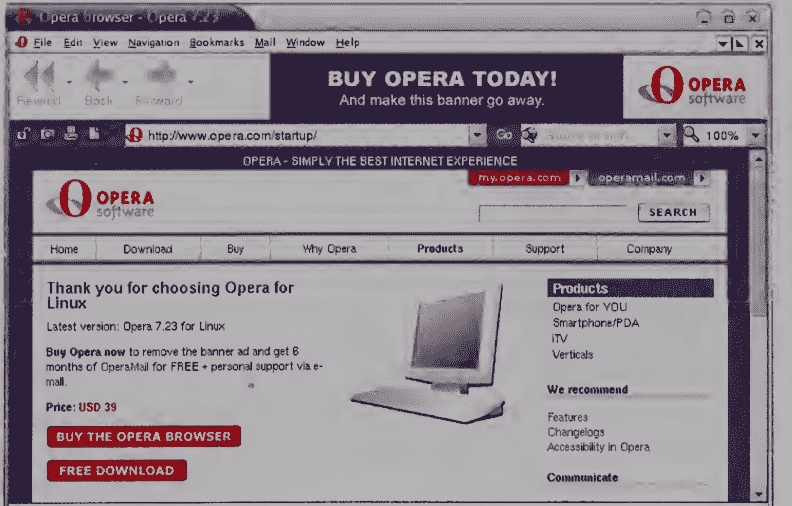 Opera browser - Opera 7.23
File Edit View Navigation Bookmarks Mail Window Help
Rewind Back Forward
BUY OPERA TODAY!
And make this banner go away.
OPERA
software
http://www.opera.com/startup/
Go
100%
OPERA - SIMPLY THE BEST INTERNET EXPERIENCE
my.opera.com
operamail.com
OPERA
software
SEARCH
Home Download Buy Why Opera Products Support Company
Thank you for choosing Opera for
Linux
Latest version: Opera 7.23 for Linux
Buy Opera now to remove the banner ad and get 6
months of OperaMail for FREE + personal support via e-
mail.
Price: USD 39
BUY THE OPERA BROWSER
FREE DOWNLOAD
Products
Opera for YOU
Smartphone/PDA
iTV
Verticals
We recommend
Features
Changelogs
Accessibility in Opera
Communicate